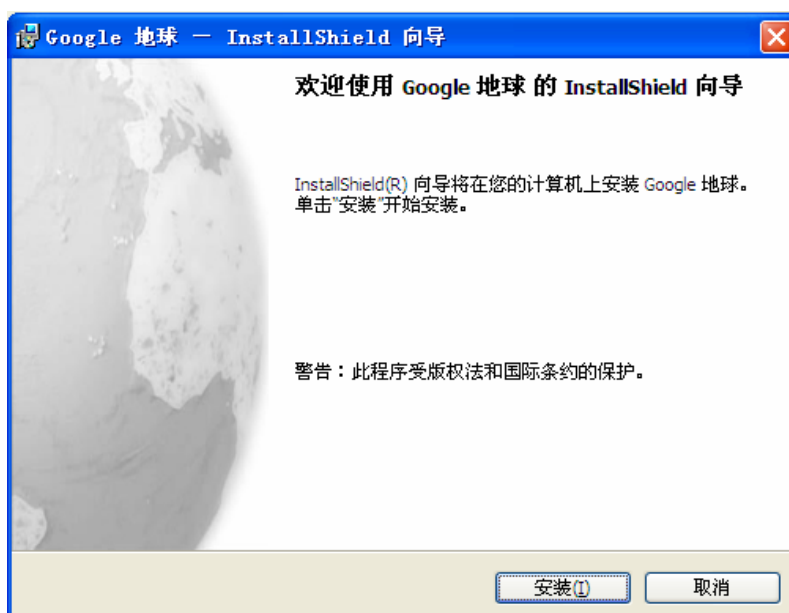 Google 地球 — InstallShield 向导
欢迎使用 Google 地球 的 InstallShield 向导
InstallShield(R) 向导将在您的计算机上安装 Google 地球。
单击"安装"开始安装。
警告：此程序受版权法和国际条约的保护。
安装(I) 取消